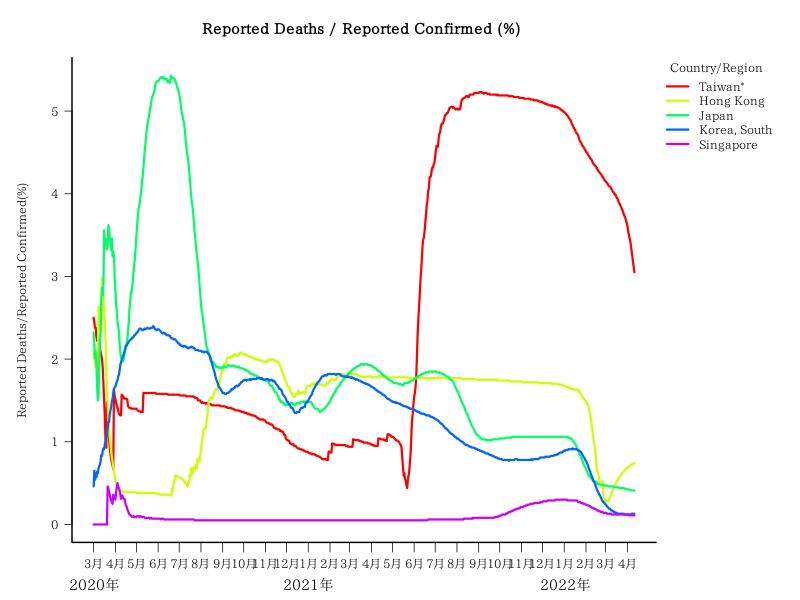 Reported Deaths / Reported Confirmed (%)
Country/Region
Taiwan*
Hong Kong
Japan
Korea, South
Singapore
Reported Deaths/Reported Confirmed(%)
5
4
3
2
1
0
3月 4月 5月 6月 7月 8月 9月 10月 11月 12月 1月 2月 3月 4月 5月 6月 7月 8月 9月 10月 11月 12月 1月 2月 3月 4月
2020年 2021年 2022年